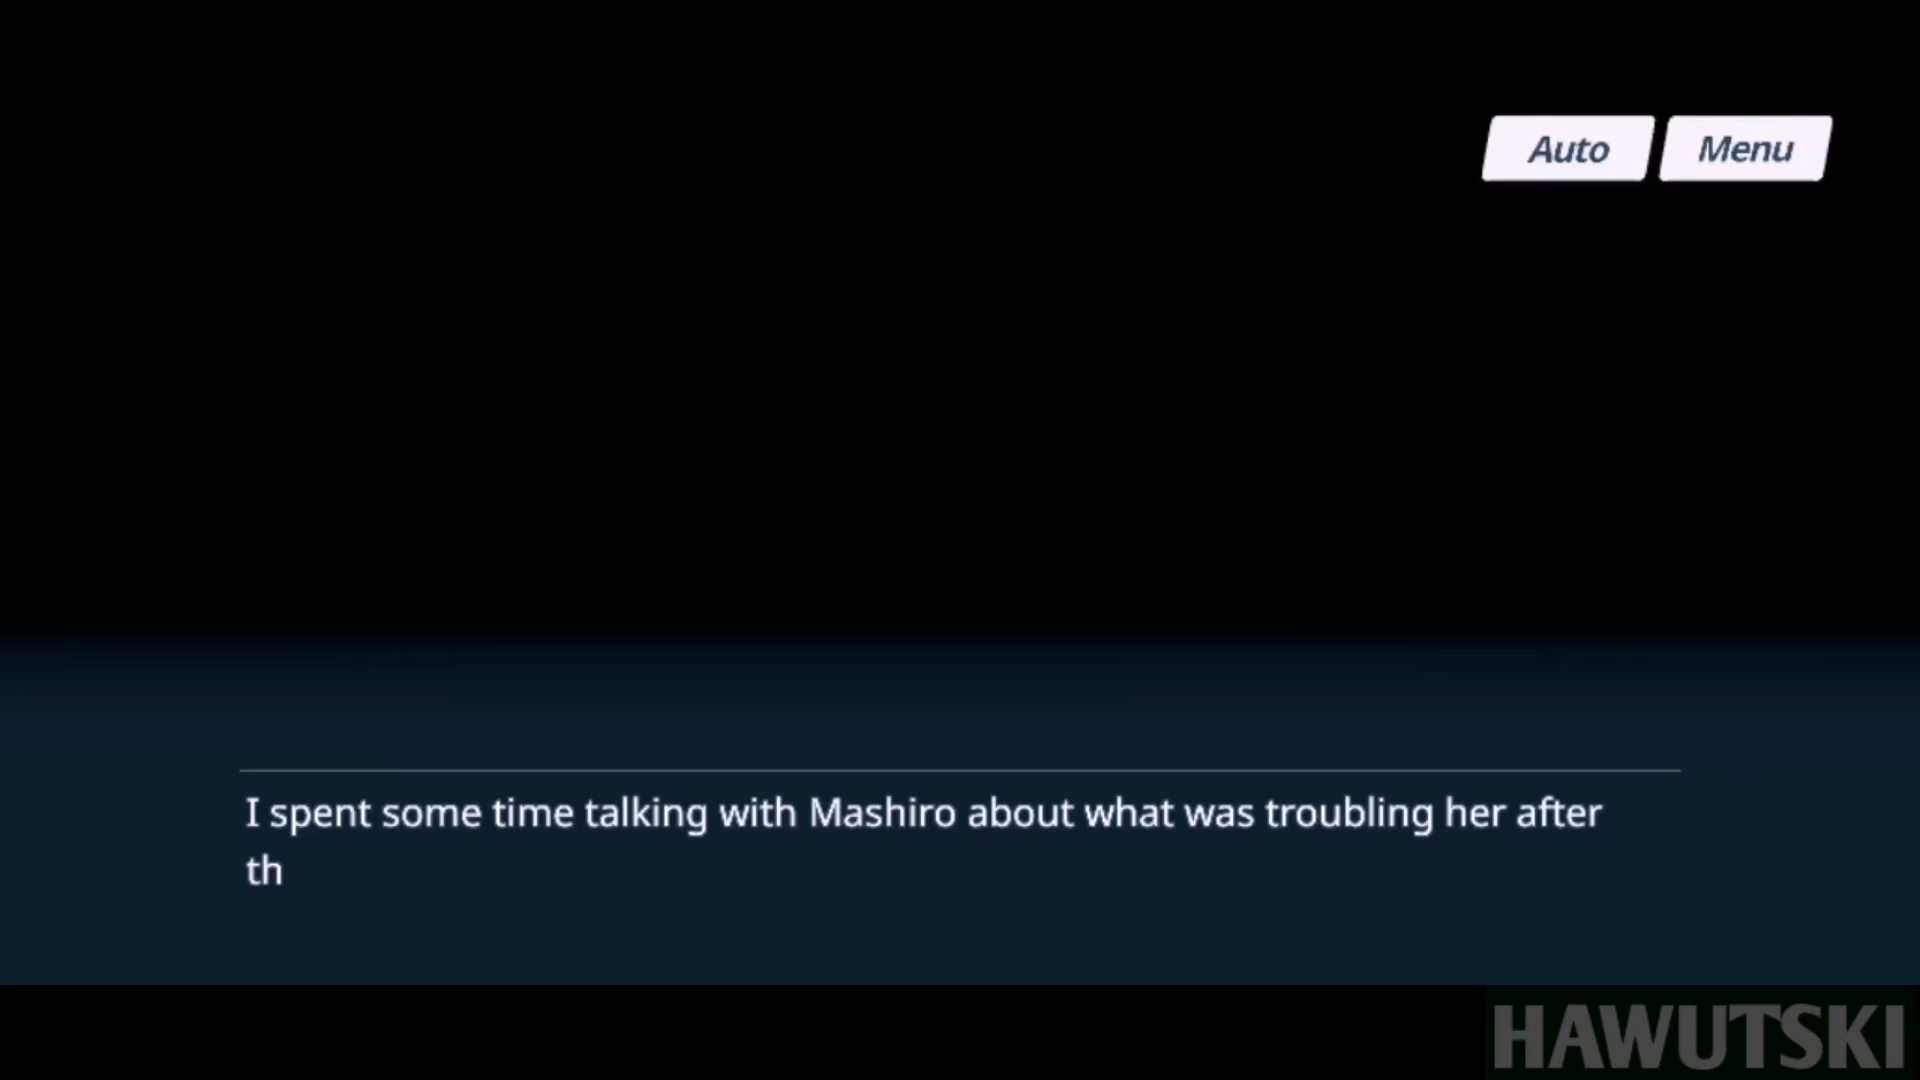 Auto Menu
I spent some time talking with Mashiro about what was troubling her after
th
HAWUTSKI